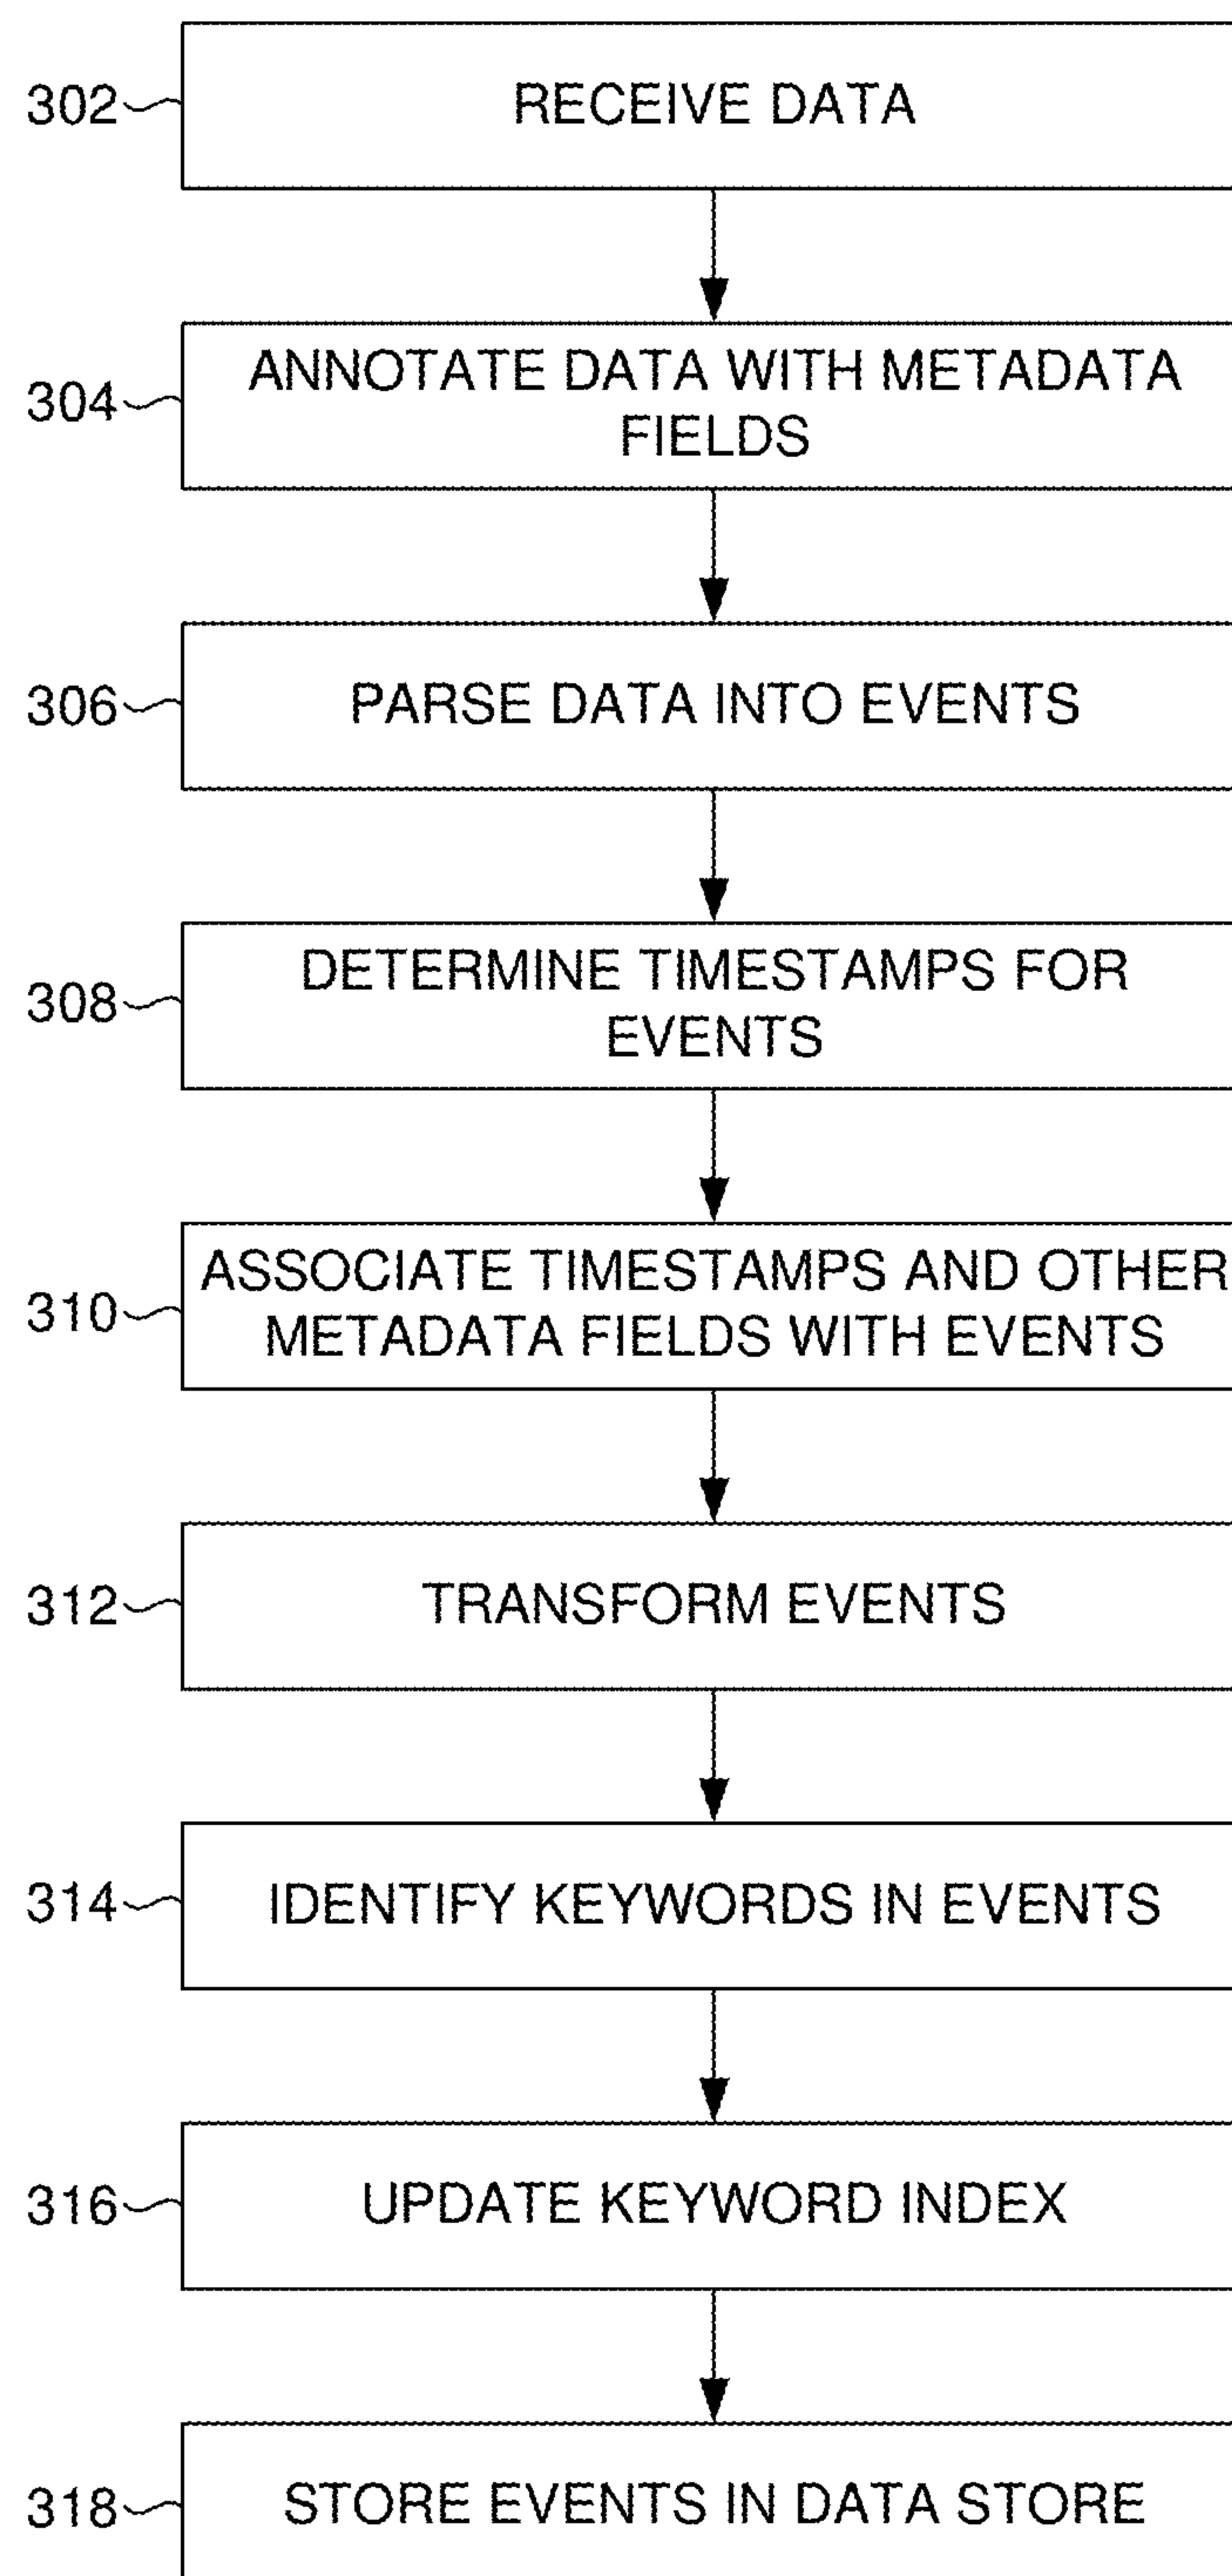 302
RECEIVE DATA
304
ANNOTATE DATA WITH METADATA
FIELDS
306
PARSE DATA INTO EVENTS
308
DETERMINE TIMESTAMPS FOR
EVENTS
310
ASSOCIATE TIMESTAMPS AND OTHER
METADATA FIELDS WITH EVENTS
312
TRANSFORM EVENTS
314
IDENTIFY KEYWORDS IN EVENTS
316
UPDATE KEYWORD INDEX
318
STORE EVENTS IN DATA STORE